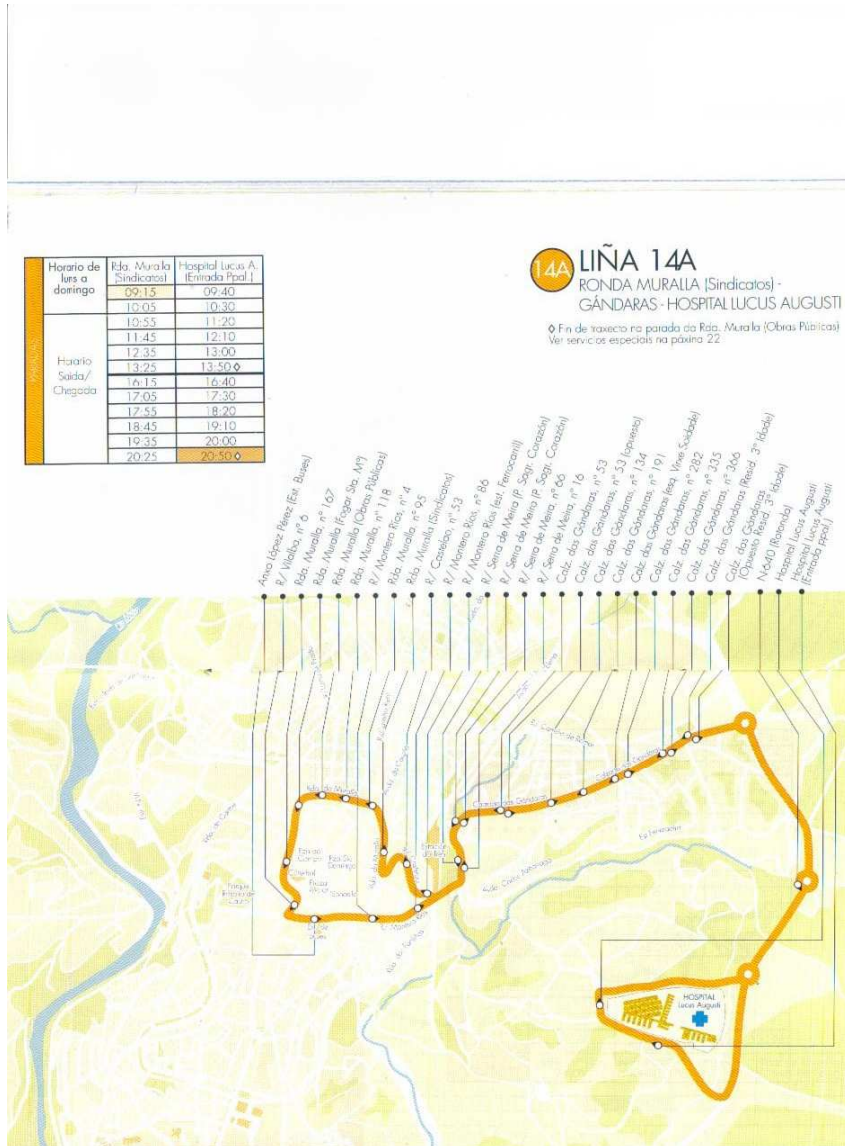 Horario de luns a domingo
Rda. Muralla (Sindicatos)
Hospital Lucus A. (Entrada Ppal.)
09:15 09:40
10:05 10:30
Horario Saída/ Chegada
10:55 11:20
11:45 12:10
12:35 13:00
13:25 13:50 ◊
16:15 16:40
17:05 17:30
17:55 18:20
18:45 19:10
19:35 20:00
20:25 20:50 ◊
14A LIÑA 14A
RONDA MURALLA (Sindicatos) -
GÁNDARAS - HOSPITAL LUCUS AUGUSTI
◊ Fin de traxecto na parada da Rda. Muralla (Obras Públicas)
Ver servicios especiais na páxina 22
Anxo López Pérez (Est. Buses)
R/ Vilalba, nº 6
Rda. Muralla, nº 167
Rda. Muralla (Fogar Sta. Mª)
Rda. Muralla (Obras Públicas)
Rda. Muralla, nº 118
R/ Montero Ríos, nº 4
Rda. Muralla, nº 95
Rda. Muralla (Sindicatos)
R/ Castelao, nº 53
R/ Montero Ríos, nº 86
R/ Montero Ríos (est. Ferrocarril)
R/ Serra de Meira (P. Sagr. Corazón)
R/ Serra de Meira (P. Sagr. Corazón)
R/ Serra de Meira, nº 66
R/ Serra de Meira, nº 16
Calz. das Gándaras, nº 53
Calz. das Gándaras, nº 53 (oposto)
Calz. das Gándaras, nº 134
Calz. das Gándaras, nº 191
Calz. das Gándaras (esq. Virxe Soidade)
Calz. das Gándaras, nº 282
Calz. das Gándaras, nº 335
Calz. das Gándaras, nº 366
Calz. das Gándaras (Resid. 3ª Idade)
Calz. das Gándaras
(Oposto Resid. 3ª Idade)
N-640 (Rotonda)
Hospital Lucus Augusti
Hospital Lucus Augusti
(Entrada ppal.)
Rda. da Muralla
Catedral
Praza Maior
R/ Montero Ríos
HOSPITAL
Lucus Augusti